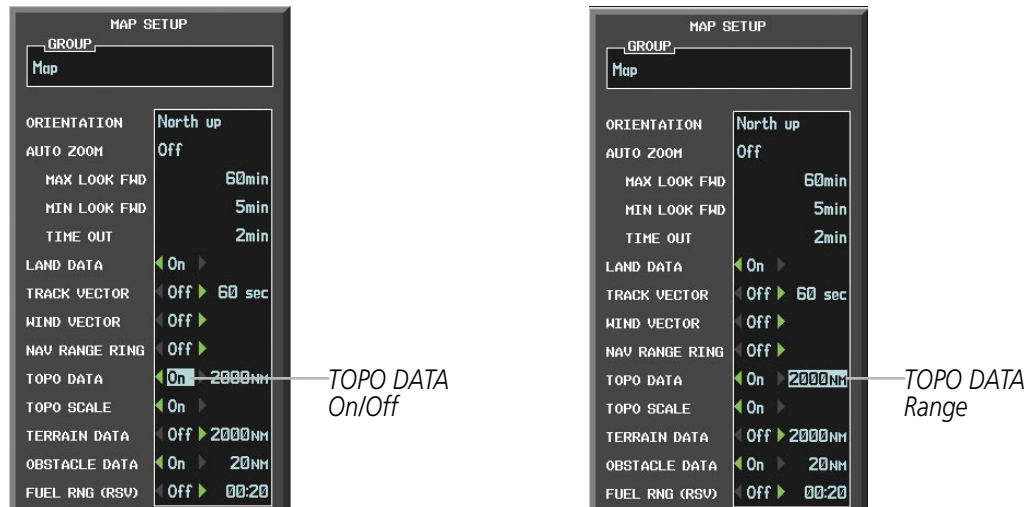 MAP SETUP
GROUP
Map
ORIENTATION North up
AUTO ZOOM Off
MAX LOOK FWD 60min
MIN LOOK FWD 5min
TIME OUT 2min
LAND DATA On
TRACK VECTOR Off 60 sec
WIND VECTOR Off
NAV RANGE RING Off
TOPO DATA On 2000NM
TOPO SCALE On
TERRAIN DATA Off 2000NM
OBSTACLE DATA On 20NM
FUEL RNG (RSV) Off 00:20
TOPO DATA
On/Off
MAP SETUP
GROUP
Map
ORIENTATION North up
AUTO ZOOM Off
MAX LOOK FWD 60min
MIN LOOK FWD 5min
TIME OUT 2min
LAND DATA On
TRACK VECTOR Off 60 sec
WIND VECTOR Off
NAV RANGE RING Off
TOPO DATA On 2000NM
TOPO SCALE On
TERRAIN DATA Off 2000NM
OBSTACLE DATA On 20NM
FUEL RNG (RSV) Off 00:20
TOPO DATA
Range